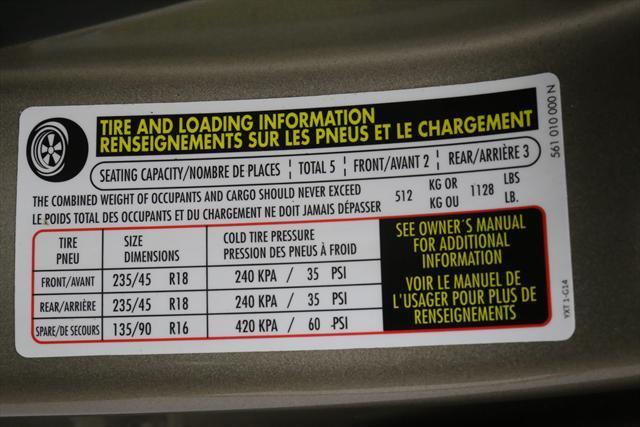 TIRE AND LOADING INFORMATION
RENSEIGNEMENTS SUR LES PNEUS ET LE CHARGEMENT
SEATING CAPACITY/NOMBRE DE PLACES | TOTAL 5 | FRONT/AVANT 2 | REAR/ARRIÈRE 3
THE COMBINED WEIGHT OF OCCUPANTS AND CARGO SHOULD NEVER EXCEED 512 KG OR 1128 LBS
LE POIDS TOTAL DES OCCUPANTS ET DU CHARGEMENT NE DOIT JAMAIS DÉPASSER KG OU LB.
TIRE SIZE COLD TIRE PRESSURE
PNEU DIMENSIONS PRESSION DES PNEUS À FROID
FRONT/AVANT 235/45 R18 240 KPA / 35 PSI
REAR/ARRIÈRE 235/45 R18 240 KPA / 35 PSI
SPARE/DE SECOURS 135/90 R16 420 KPA / 60 PSI
SEE OWNER'S MANUAL
FOR ADDITIONAL
INFORMATION
VOIR LE MANUEL DE
L'USAGER POUR PLUS DE
RENSEIGNEMENTS
561 010 000 N
YXT 1-G14